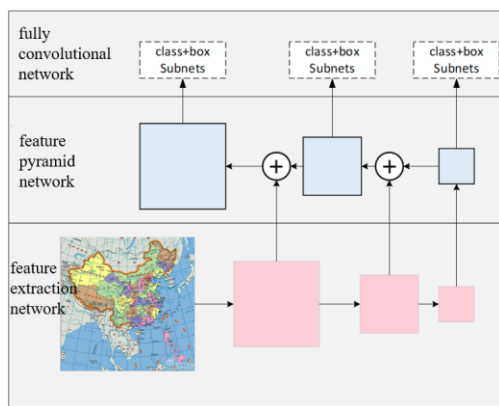 fully
convolutional
network
class+box
Subnets
class+box
Subnets
class+box
Subnets
feature
pyramid
network
feature
extraction
network